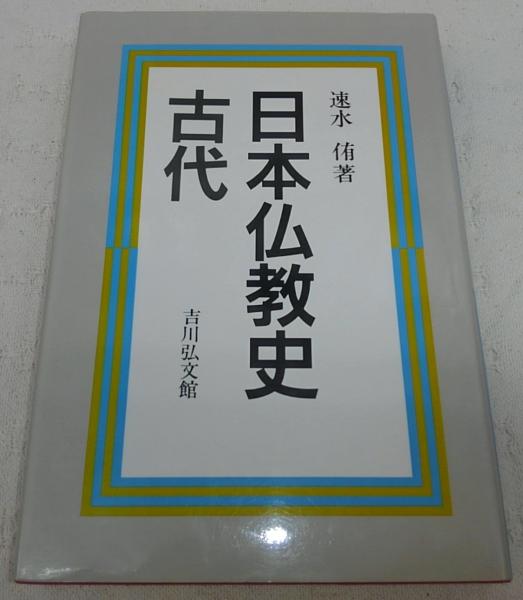 速水 侑著
日本仏教史
古代
吉川弘文館